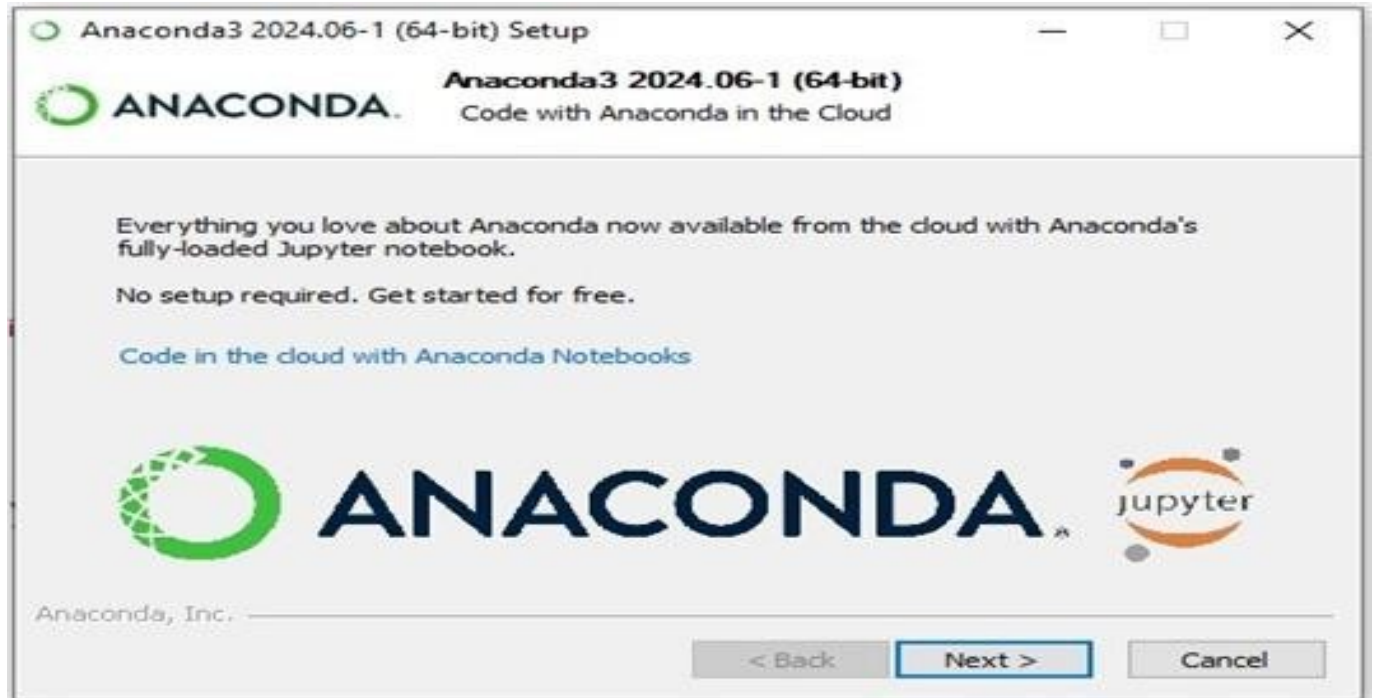 Anaconda3 2024.06-1 (64-bit) Setup
ANACONDA.
Anaconda3 2024.06-1 (64-bit)
Code with Anaconda in the Cloud
Everything you love about Anaconda now available from the cloud with Anaconda's
fully-loaded Jupyter notebook.
No setup required. Get started for free.
Code in the cloud with Anaconda Notebooks
ANACONDA.
jupyter
Anaconda, Inc.
< Back
Next >
Cancel